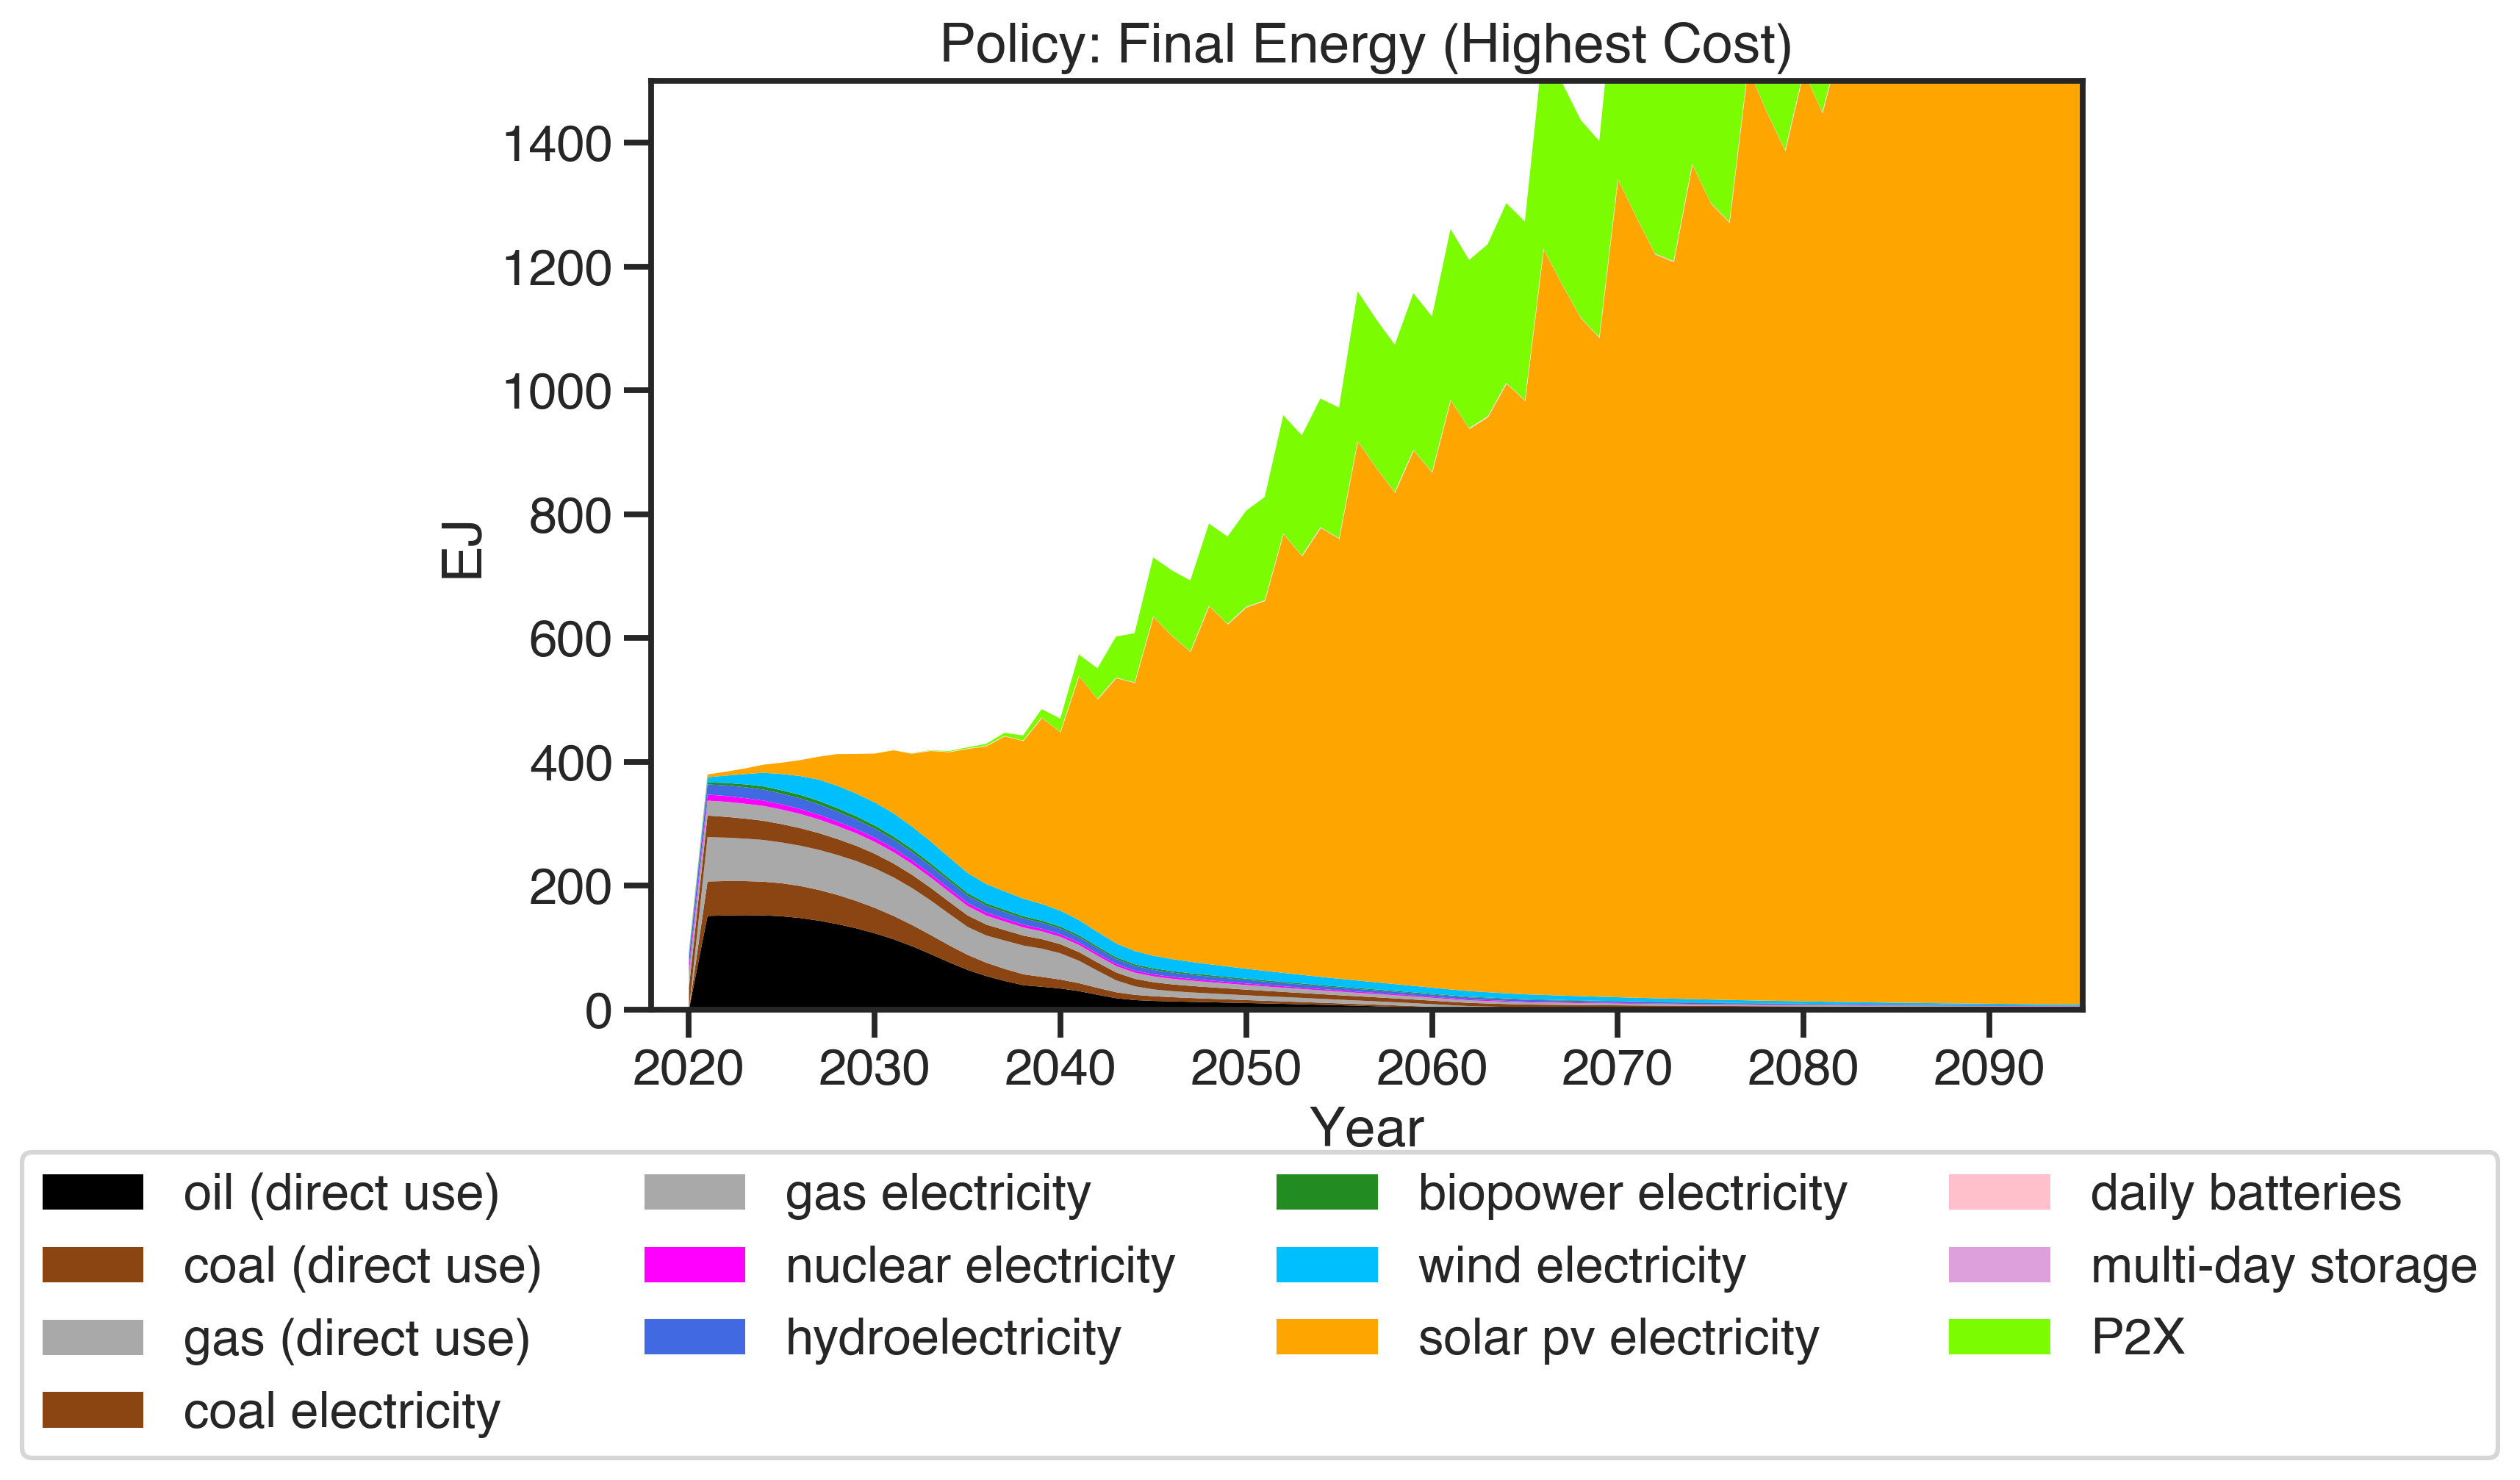 Policy: Final Energy (Highest Cost)
1400
1200
1000
800
600
400
200
0
EJ
2020 2030 2040 2050 2060 2070 2080 2090
Year
oil (direct use)
coal (direct use)
gas (direct use)
coal electricity
gas electricity
nuclear electricity
hydroelectricity
biopower electricity
wind electricity
solar pv electricity
daily batteries
multi-day storage
P2X